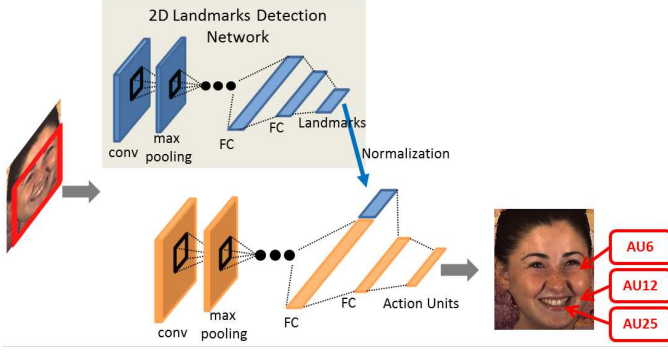 2D Landmarks Detection
Network
conv
max
pooling
FC
FC
Landmarks
Normalization
conv
max
pooling
FC
FC
Action Units
AU6
AU12
AU25